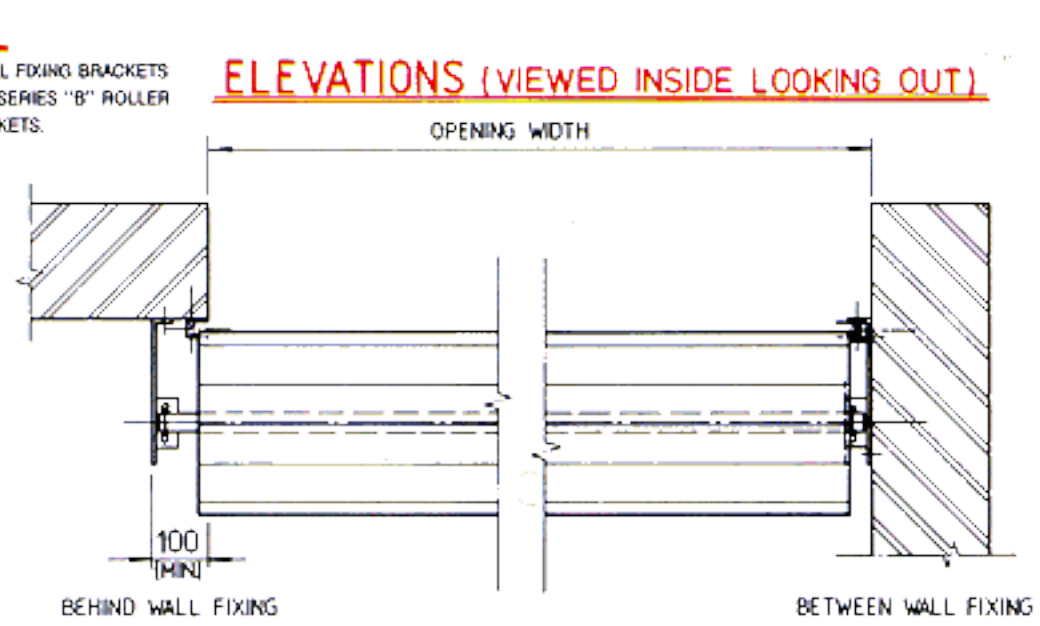 L FIXING BRACKETS
SERIES "B" ROLLER
KETS.
ELEVATIONS (VIEWED INSIDE LOOKING OUT)
OPENING WIDTH
100
(MIN)
BEHIND WALL FIXING
BETWEEN WALL FIXING